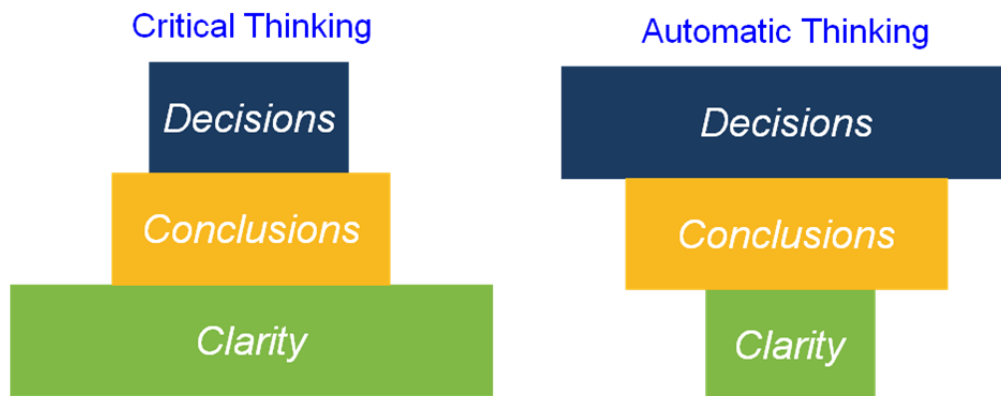 Critical Thinking
Decisions
Conclusions
Clarity
Automatic Thinking
Decisions
Conclusions
Clarity